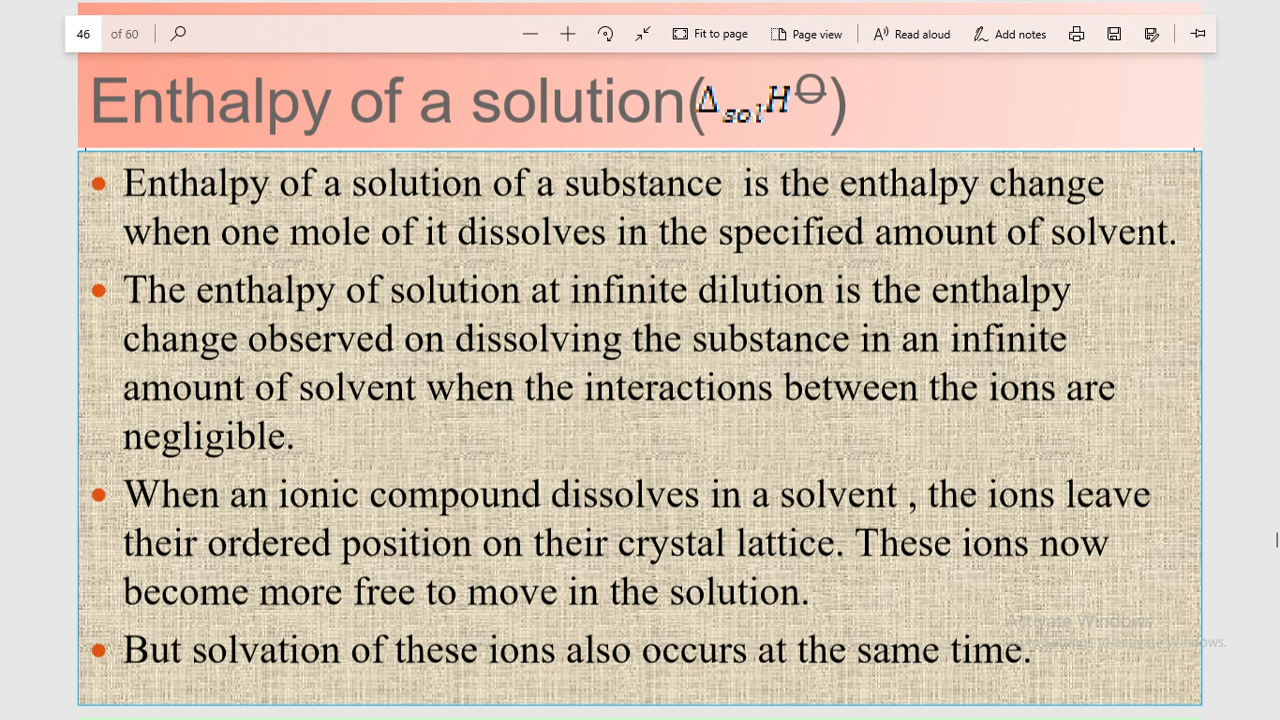 46 of 60 Fit to page Page view Read aloud Add notes
Enthalpy of a solution(Δsol H⊖)
• Enthalpy of a solution of a substance is the enthalpy change
when one mole of it dissolves in the specified amount of solvent.
• The enthalpy of solution at infinite dilution is the enthalpy
change observed on dissolving the substance in an infinite
amount of solvent when the interactions between the ions are
negligible.
• When an ionic compound dissolves in a solvent , the ions leave
their ordered position on their crystal lattice. These ions now
become more free to move in the solution.
Activate Windows
• But solvation of these ions also occurs at the same time.
Windows.